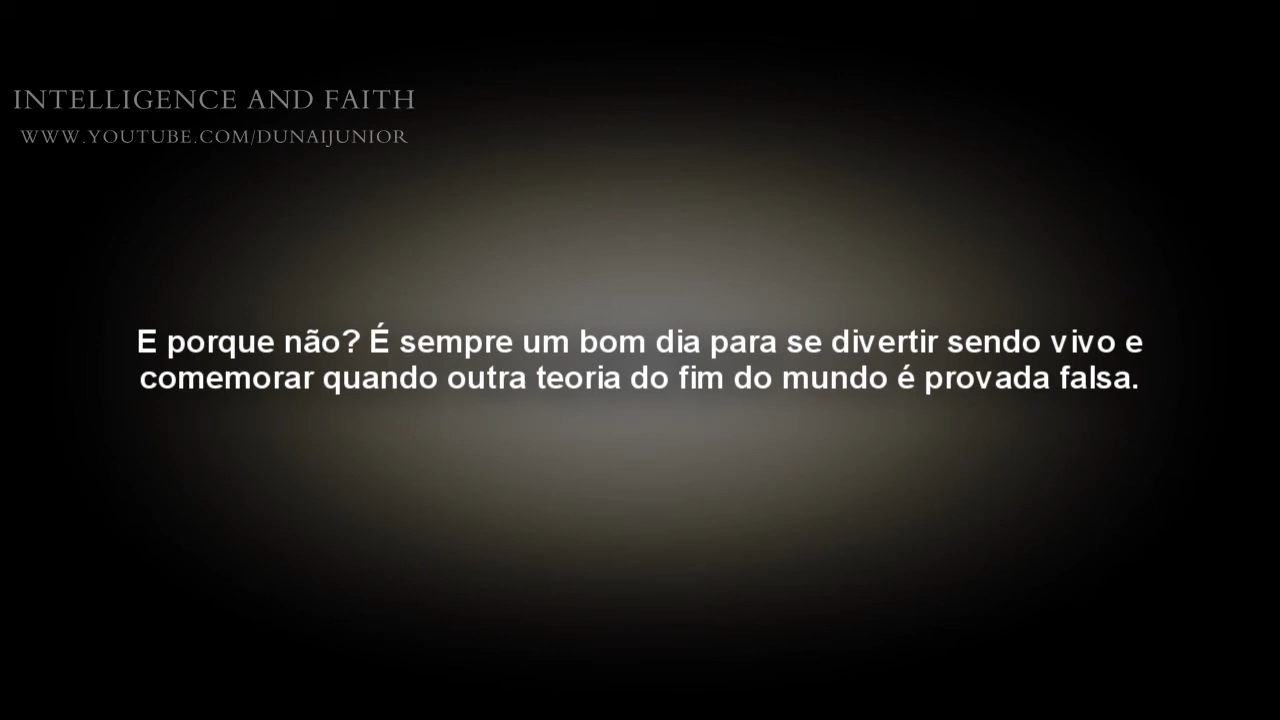 INTELLIGENCE AND FAITH
WWW.YOUTUBE.COM/DUNAIJUNIOR
E porque não? É sempre um bom dia para se divertir sendo vivo e
comemorar quando outra teoria do fim do mundo é provada falsa.